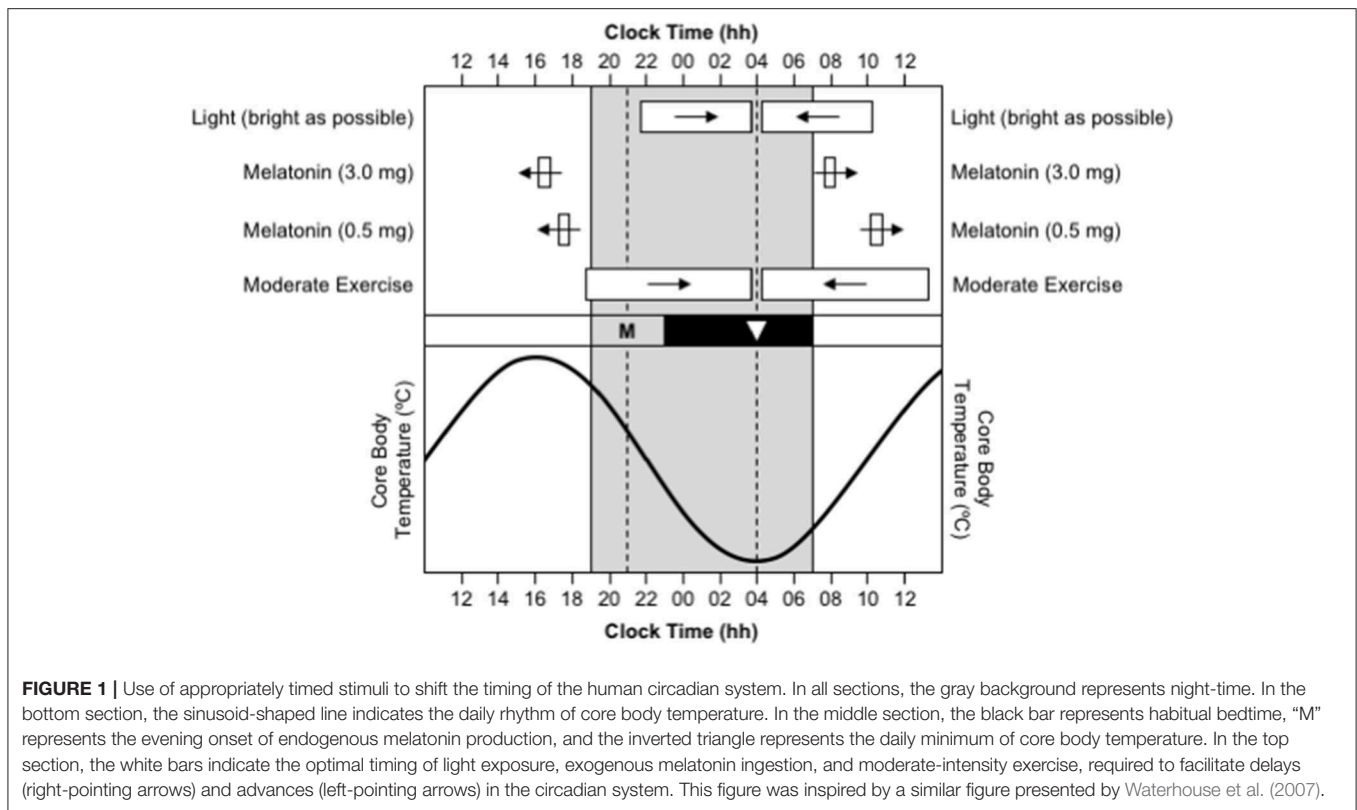 Clock Time (hh)
12 14 16 18 20 22 00 02 04 06 08 10 12
Light (bright as possible) Light (bright as possible)
Melatonin (3.0 mg) Melatonin (3.0 mg)
Melatonin (0.5 mg) Melatonin (0.5 mg)
Moderate Exercise Moderate Exercise
M
Core Body
Temperature (ºC)
Core Body
Temperature (ºC)
12 14 16 18 20 22 00 02 04 06 08 10 12
Clock Time (hh)
FIGURE 1 | Use of appropriately timed stimuli to shift the timing of the human circadian system. In all sections, the gray background represents night-time. In the
bottom section, the sinusoid-shaped line indicates the daily rhythm of core body temperature. In the middle section, the black bar represents habitual bedtime, “M”
represents the evening onset of endogenous melatonin production, and the inverted triangle represents the daily minimum of core body temperature. In the top
section, the white bars indicate the optimal timing of light exposure, exogenous melatonin ingestion, and moderate-intensity exercise, required to facilitate delays
(right-pointing arrows) and advances (left-pointing arrows) in the circadian system. This figure was inspired by a similar figure presented by Waterhouse et al. (2007).